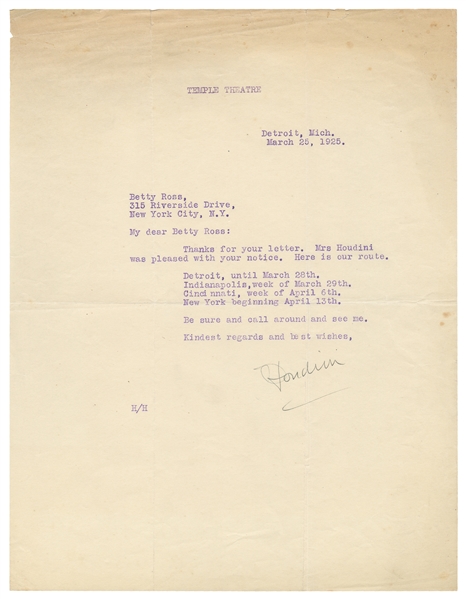 TEMPLE THEATRE
Detroit, Mich.
March 25, 1925.
Betty Ross,
315 Riverside Drive,
New York City, N.Y.
My dear Betty Ross:
Thanks for your letter. Mrs Houdini
was pleased with your notice. Here is our route.
Detroit, until March 28th.
Indianapolis,week of March 29th.
Cincinnati, week of April 6th.
New York beginning April 13th.
Be sure and call around and see me.
Kindest regards and best wishes,
Houdini
H/H